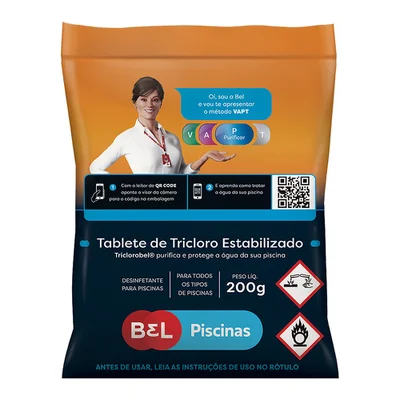 Oi, sou a Bel
e vou te apresentar
o método VAPT
V A P T
Purificar
1 Com o leitor de QR CODE
aponte o visor da câmera
para o código na embalagem
2 E aprenda como tratar
a água da sua piscina
Tablete de Tricloro Estabilizado
Triclorobel® purifica e protege a água da sua piscina
DESINFETANTE
PARA PISCINAS
PARA TODOS
OS TIPOS
DE PISCINAS
PESO LÍQ.
200g
BEL Piscinas
ANTES DE USAR, LEIA AS INSTRUÇÕES DE USO NO RÓTULO